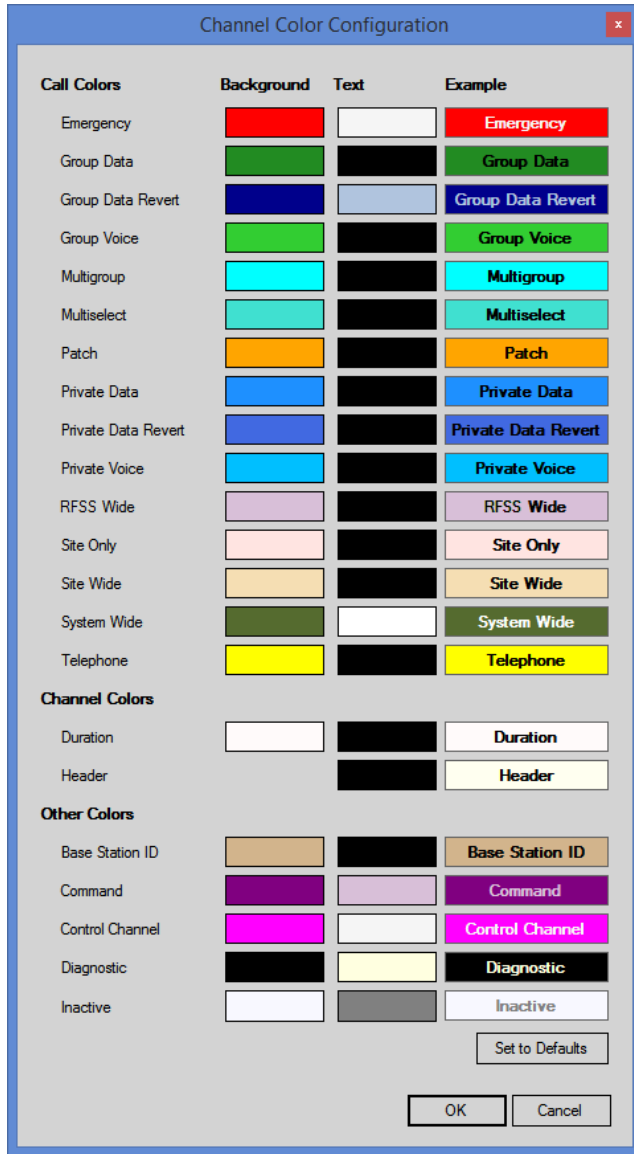 Channel Color Configuration
x
Call Colors Background Text Example
Emergency Emergency
Group Data Group Data
Group Data Revert Group Data Revert
Group Voice Group Voice
Multigroup Multigroup
Multiselect Multiselect
Patch Patch
Private Data Private Data
Private Data Revert Private Data Revert
Private Voice Private Voice
RFSS Wide RFSS Wide
Site Only Site Only
Site Wide Site Wide
System Wide System Wide
Telephone Telephone
Channel Colors
Duration Duration
Header Header
Other Colors
Base Station ID Base Station ID
Command Command
Control Channel Control Channel
Diagnostic Diagnostic
Inactive Inactive
Set to Defaults
OK Cancel